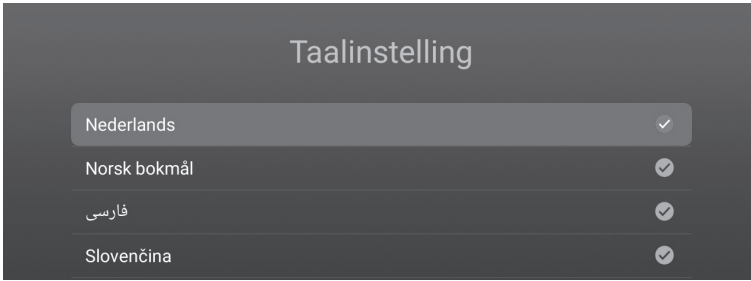 Taalinstelling
Nederlands
Norsk bokmål
فارسی
Slovenčina